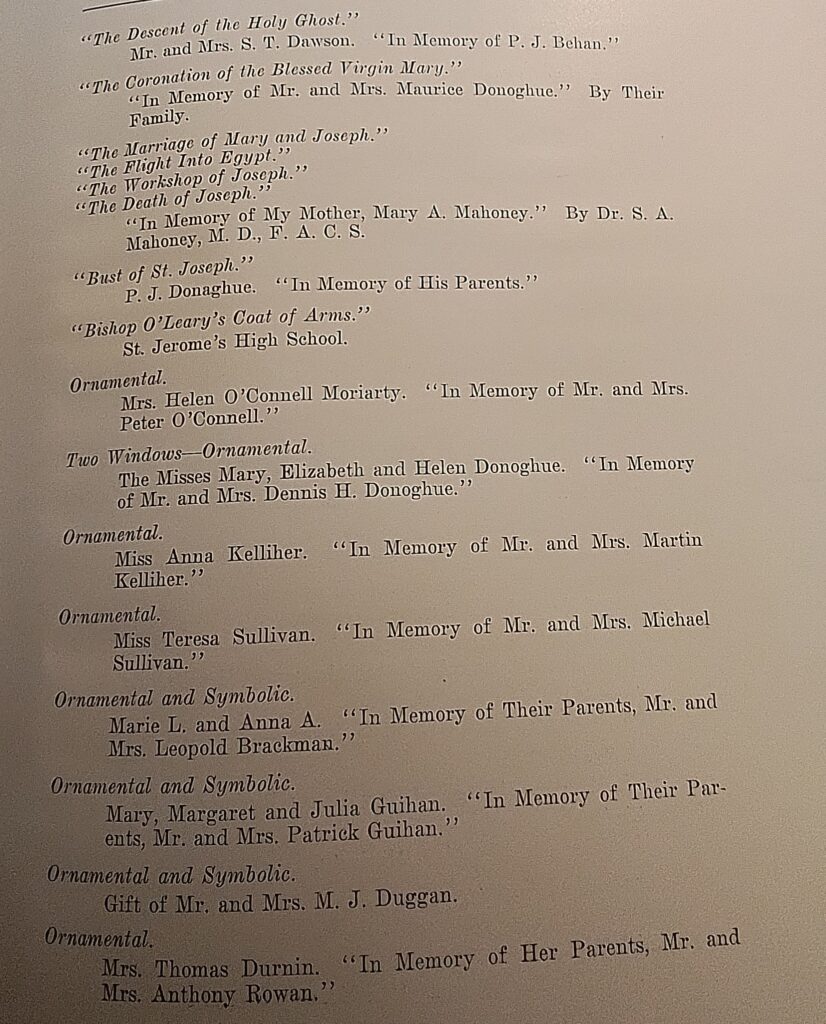 "The Descent of the Holy Ghost."
Mr. and Mrs. S. T. Dawson. "In Memory of P. J. Behan."
"The Coronation of the Blessed Virgin Mary."
"In Memory of Mr. and Mrs. Maurice Donoghue." By Their
Family.
"The Marriage of Mary and Joseph."
"The Flight Into Egypt."
"The Workshop of Joseph."
"The Death of Joseph."
"In Memory of My Mother, Mary A. Mahoney." By Dr. S. A.
Mahoney, M. D., F. A. C. S.
"Bust of St. Joseph."
P. J. Donaghue. "In Memory of His Parents."
"Bishop O'Leary's Coat of Arms."
St. Jerome's High School.
Ornamental.
Mrs. Helen O'Connell Moriarty. "In Memory of Mr. and Mrs.
Peter O'Connell."
Two Windows—Ornamental.
The Misses Mary, Elizabeth and Helen Donoghue. "In Memory
of Mr. and Mrs. Dennis H. Donoghue."
Ornamental.
Miss Anna Kelliher. "In Memory of Mr. and Mrs. Martin
Kelliher."
Ornamental.
Miss Teresa Sullivan. "In Memory of Mr. and Mrs. Michael
Sullivan."
Ornamental and Symbolic.
Marie L. and Anna A. "In Memory of Their Parents, Mr. and
Mrs. Leopold Brackman."
Ornamental and Symbolic.
Mary, Margaret and Julia Guihan. "In Memory of Their Par-
ents, Mr. and Mrs. Patrick Guihan."
Ornamental and Symbolic.
Gift of Mr. and Mrs. M. J. Duggan.
Ornamental.
Mrs. Thomas Durnin. "In Memory of Her Parents, Mr. and
Mrs. Anthony Rowan."